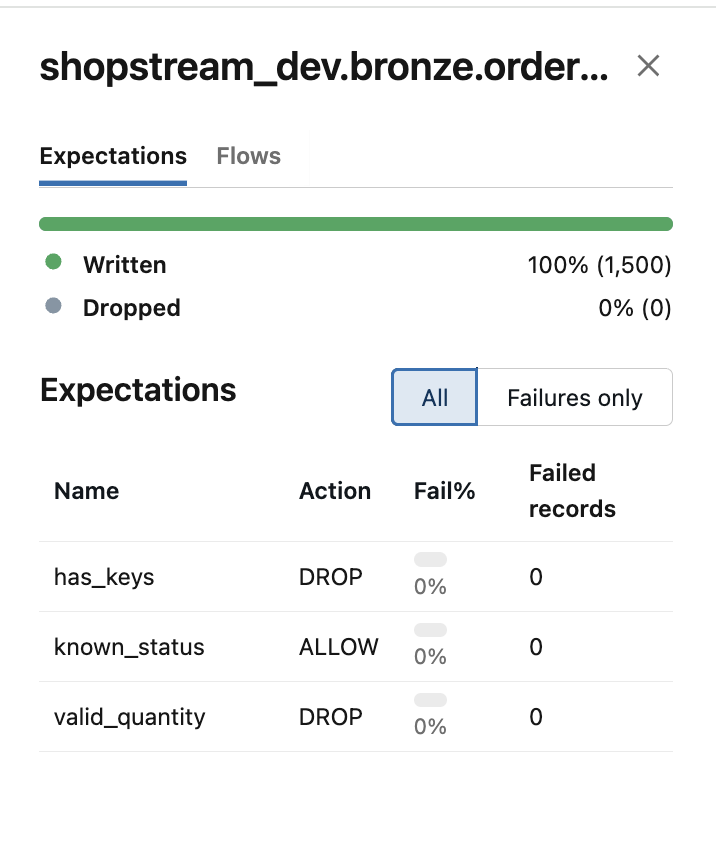 shopstream_dev.bronze.order...
Expectations Flows
Written 100% (1,500)
Dropped 0% (0)
Expectations All Failures only
Name Action Fail% Failed records
has_keys DROP 0% 0
known_status ALLOW 0% 0
valid_quantity DROP 0% 0